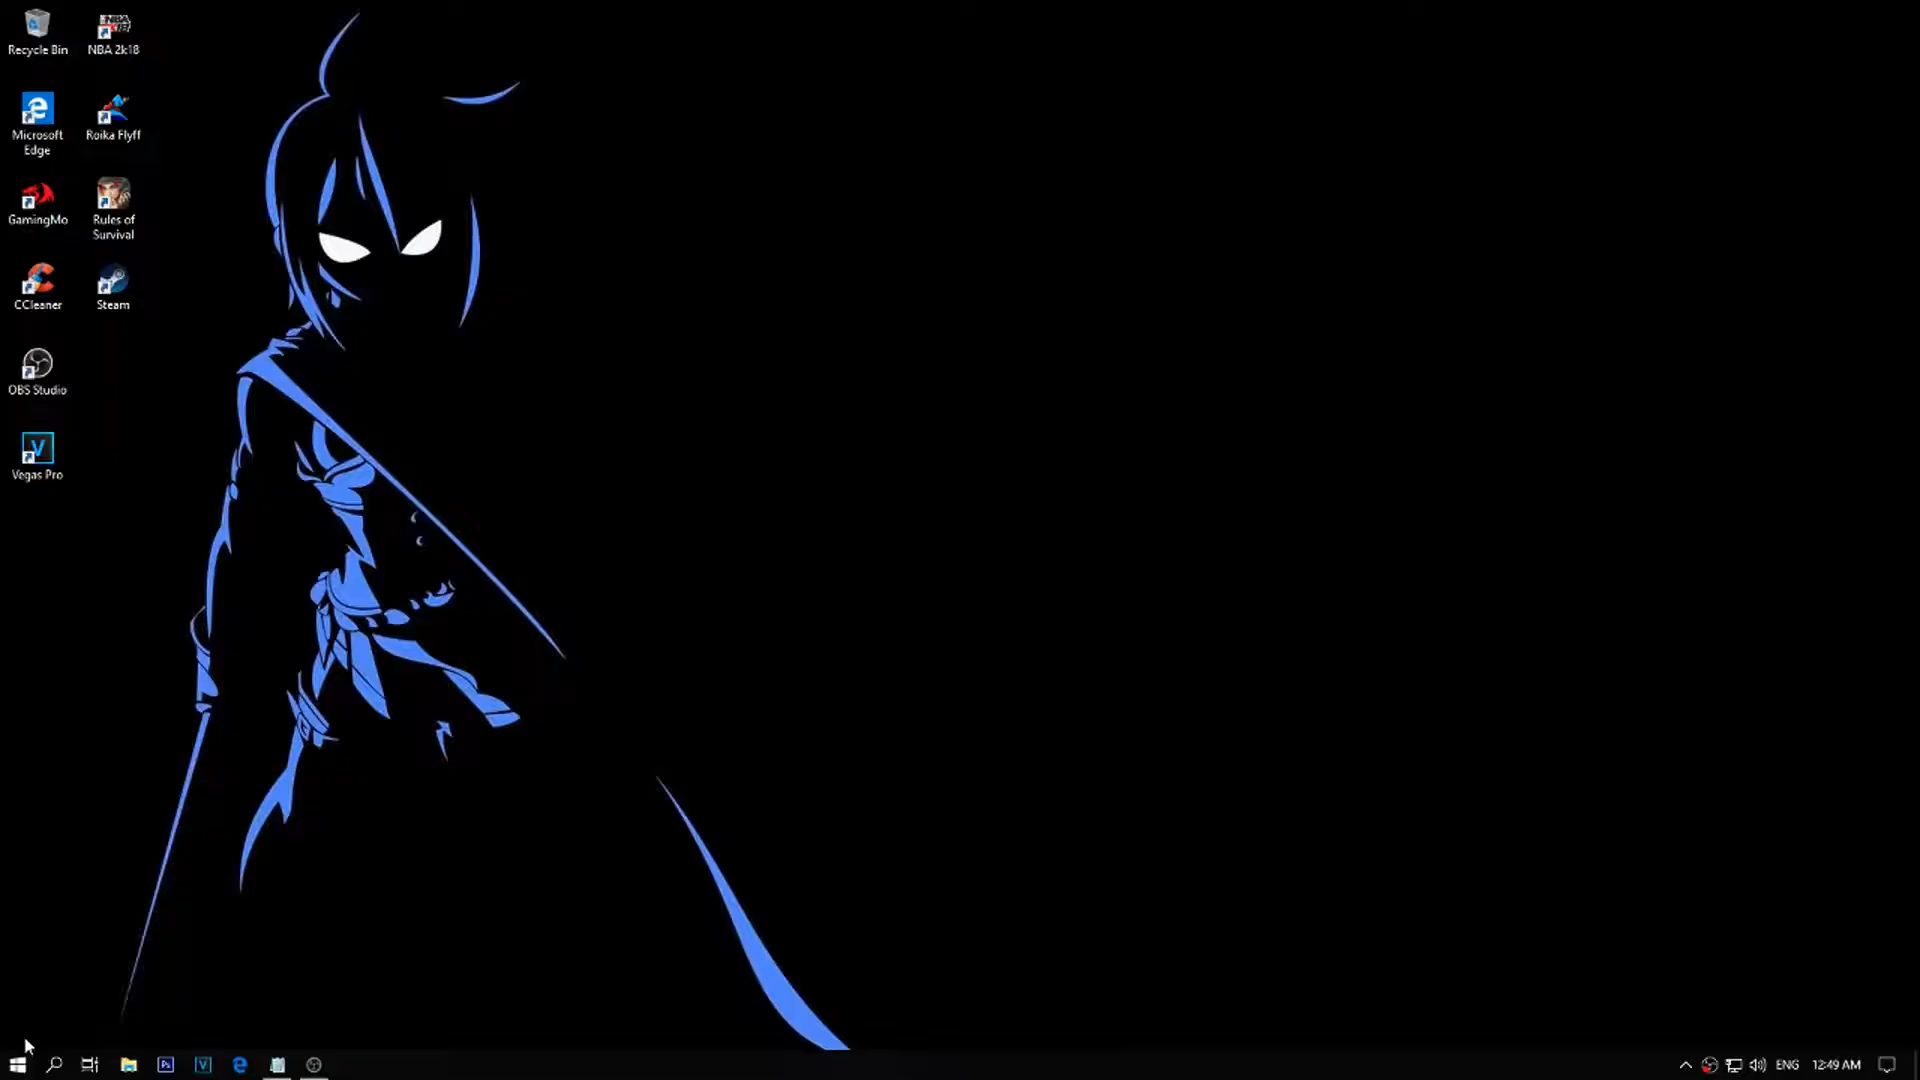 Recycle Bin
NBA 2k18
Microsoft
Edge
Roika Flyff
GamingMo
Rules of
Survival
CCleaner
Steam
OBS Studio
V
Vegas Pro
Ps
V
ENG
12:49 AM